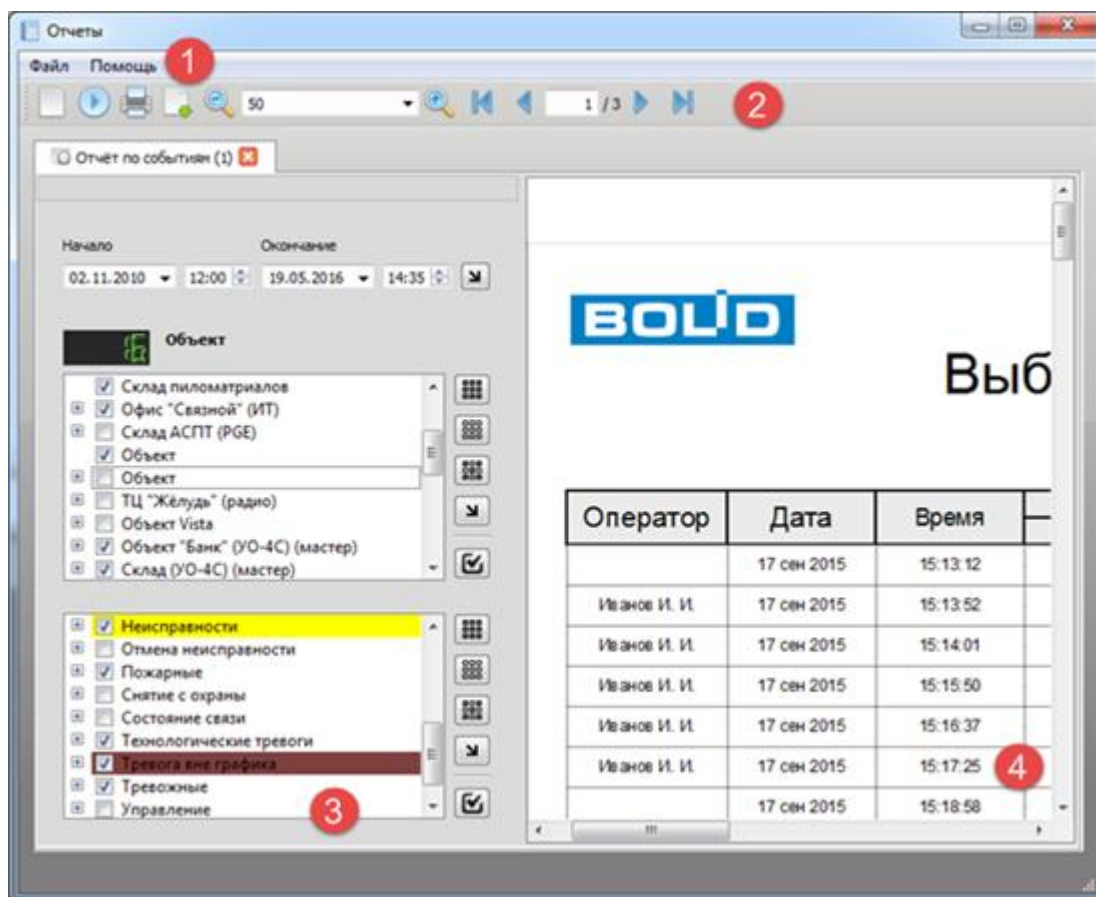 Отчеты
Файл Помощь
1
50
1 / 3
2
Отчёт по событиям (1)
Начало Окончание
02.11.2010 12:00 19.05.2016 14:35
Объект
Склад пиломатриалов
Офис "Связной" (ИТ)
Склад АСПТ (PGE)
Объект
Объект
ТЦ "Жёлудь" (радио)
Объект Vista
Объект "Банк" (УО-4С) (мастер)
Склад (УО-4С) (мастер)
Неисправности
Отмена неисправности
Пожарные
Снятие с охраны
Состояние связи
Технологические тревоги
Тревога вне графика
Тревожные
Управление
3
BOLID
Выб
Оператор Дата Время
17 сен 2015 15:13:12
Иванов И. И. 17 сен 2015 15:13:52
Иванов И. И. 17 сен 2015 15:14:01
Иванов И. И. 17 сен 2015 15:15:50
Иванов И. И. 17 сен 2015 15:16:37
Иванов И. И. 17 сен 2015 15:17:25
4
17 сен 2015 15:18:58